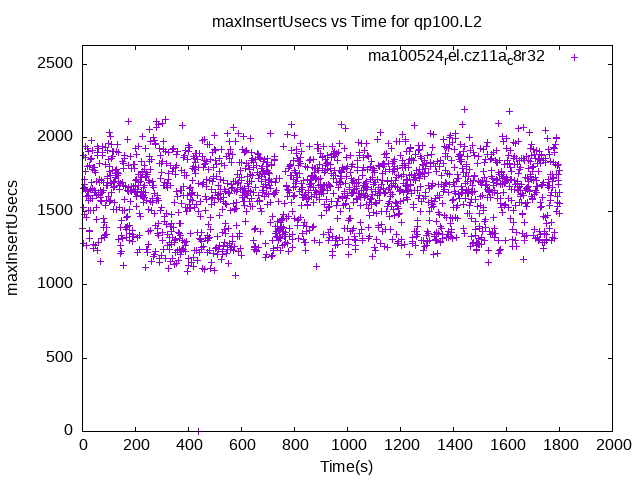 maxInsertUsecs vs Time for qp100.L2
ma100524rel.cz11ac8r32
maxInsertUsecs
2500
2000
1500
1000
500
0
0 200 400 600 800 1000 1200 1400 1600 1800 2000
Time(s)